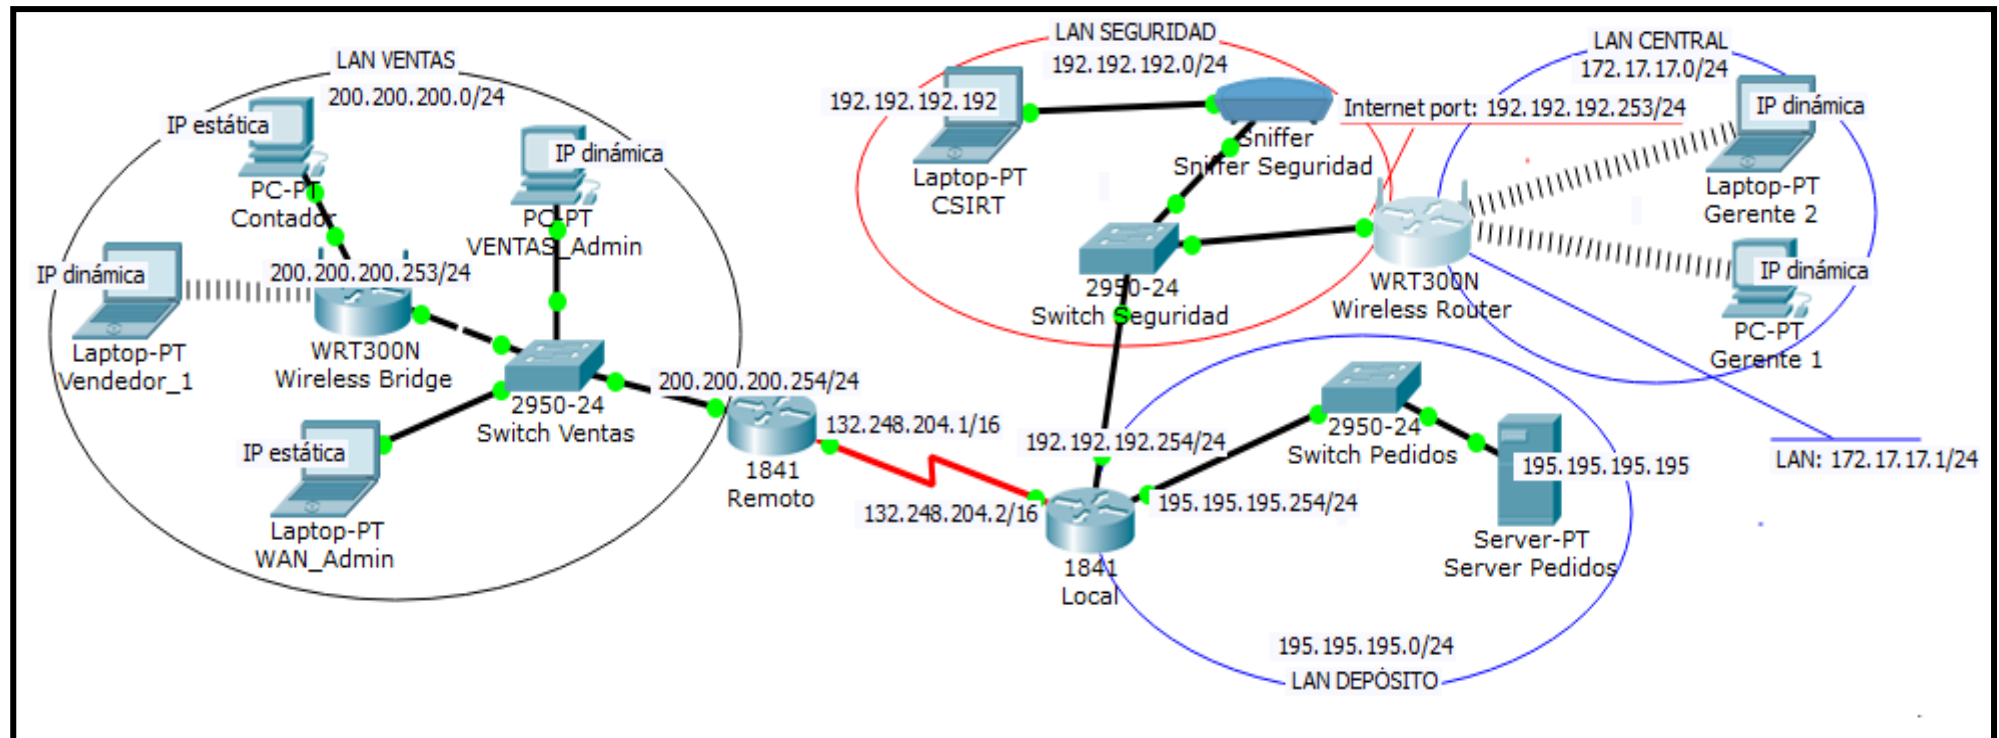 LAN VENTAS
200.200.200.0/24
IP estática
PC-PT
Contador
IP dinámica
PC-PT
VENTAS_Admin
IP dinámica
Laptop-PT
Vendedor_1
200.200.200.253/24
WRT300N
Wireless Bridge
2950-24
Switch Ventas
IP estática
Laptop-PT
WAN_Admin
200.200.200.254/24
1841
Remoto
132.248.204.1/16
132.248.204.2/16
LAN SEGURIDAD
192.192.192.0/24
192.192.192.192
Laptop-PT
CSIRT
Sniffer
Sniffer Seguridad
2950-24
Switch Seguridad
Internet port: 192.192.192.253/24
WRT300N
Wireless Router
LAN CENTRAL
172.17.17.0/24
IP dinámica
Laptop-PT
Gerente 2
IP dinámica
PC-PT
Gerente 1
LAN: 172.17.17.1/24
192.192.192.254/24
1841
Local
195.195.195.254/24
2950-24
Switch Pedidos
195.195.195.195
Server-PT
Server Pedidos
195.195.195.0/24
LAN DEPÓSITO